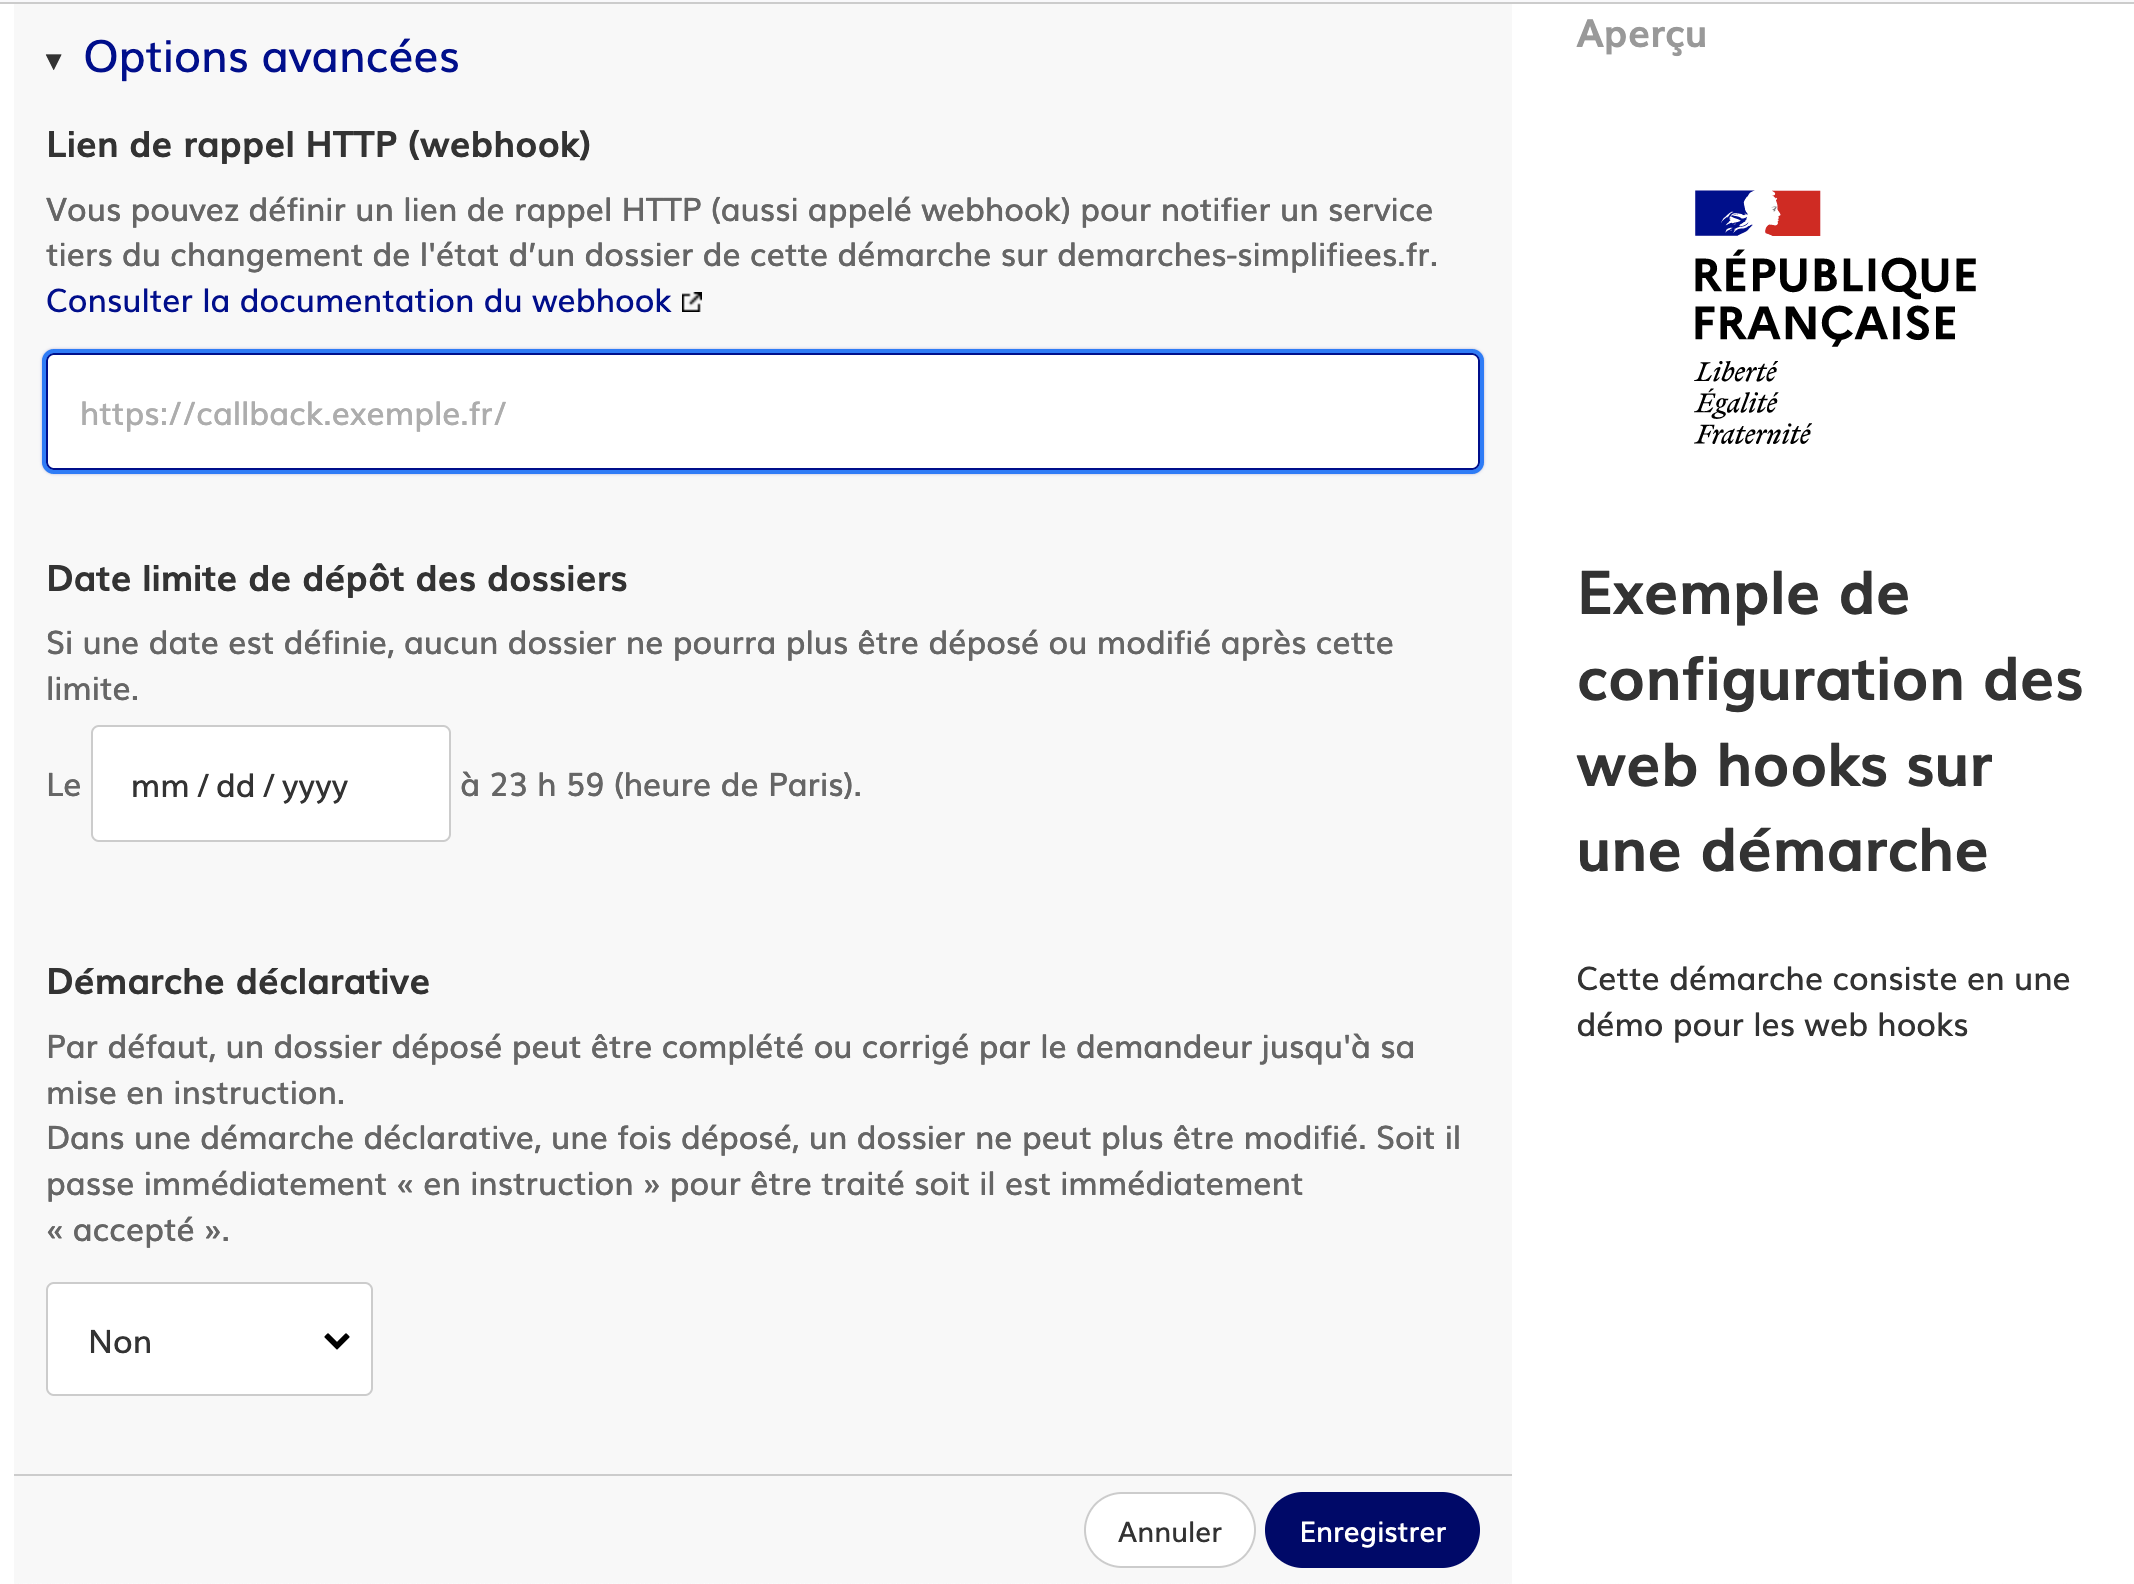 Options avancées
Lien de rappel HTTP (webhook)
Vous pouvez définir un lien de rappel HTTP (aussi appelé webhook) pour notifier un service
tiers du changement de l'état d’un dossier de cette démarche sur demarches-simplifiees.fr.
Consulter la documentation du webhook
https://callback.exemple.fr/
Date limite de dépôt des dossiers
Si une date est définie, aucun dossier ne pourra plus être déposé ou modifié après cette
limite.
Le mm / dd / yyyy à 23 h 59 (heure de Paris).
Démarche déclarative
Par défaut, un dossier déposé peut être complété ou corrigé par le demandeur jusqu'à sa
mise en instruction.
Dans une démarche déclarative, une fois déposé, un dossier ne peut plus être modifié. Soit il
passe immédiatement « en instruction » pour être traité soit il est immédiatement
« accepté ».
Non
Annuler Enregistrer
Aperçu
RÉPUBLIQUE
FRANÇAISE
Liberté
Égalité
Fraternité
Exemple de
configuration des
web hooks sur
une démarche
Cette démarche consiste en une
démo pour les web hooks